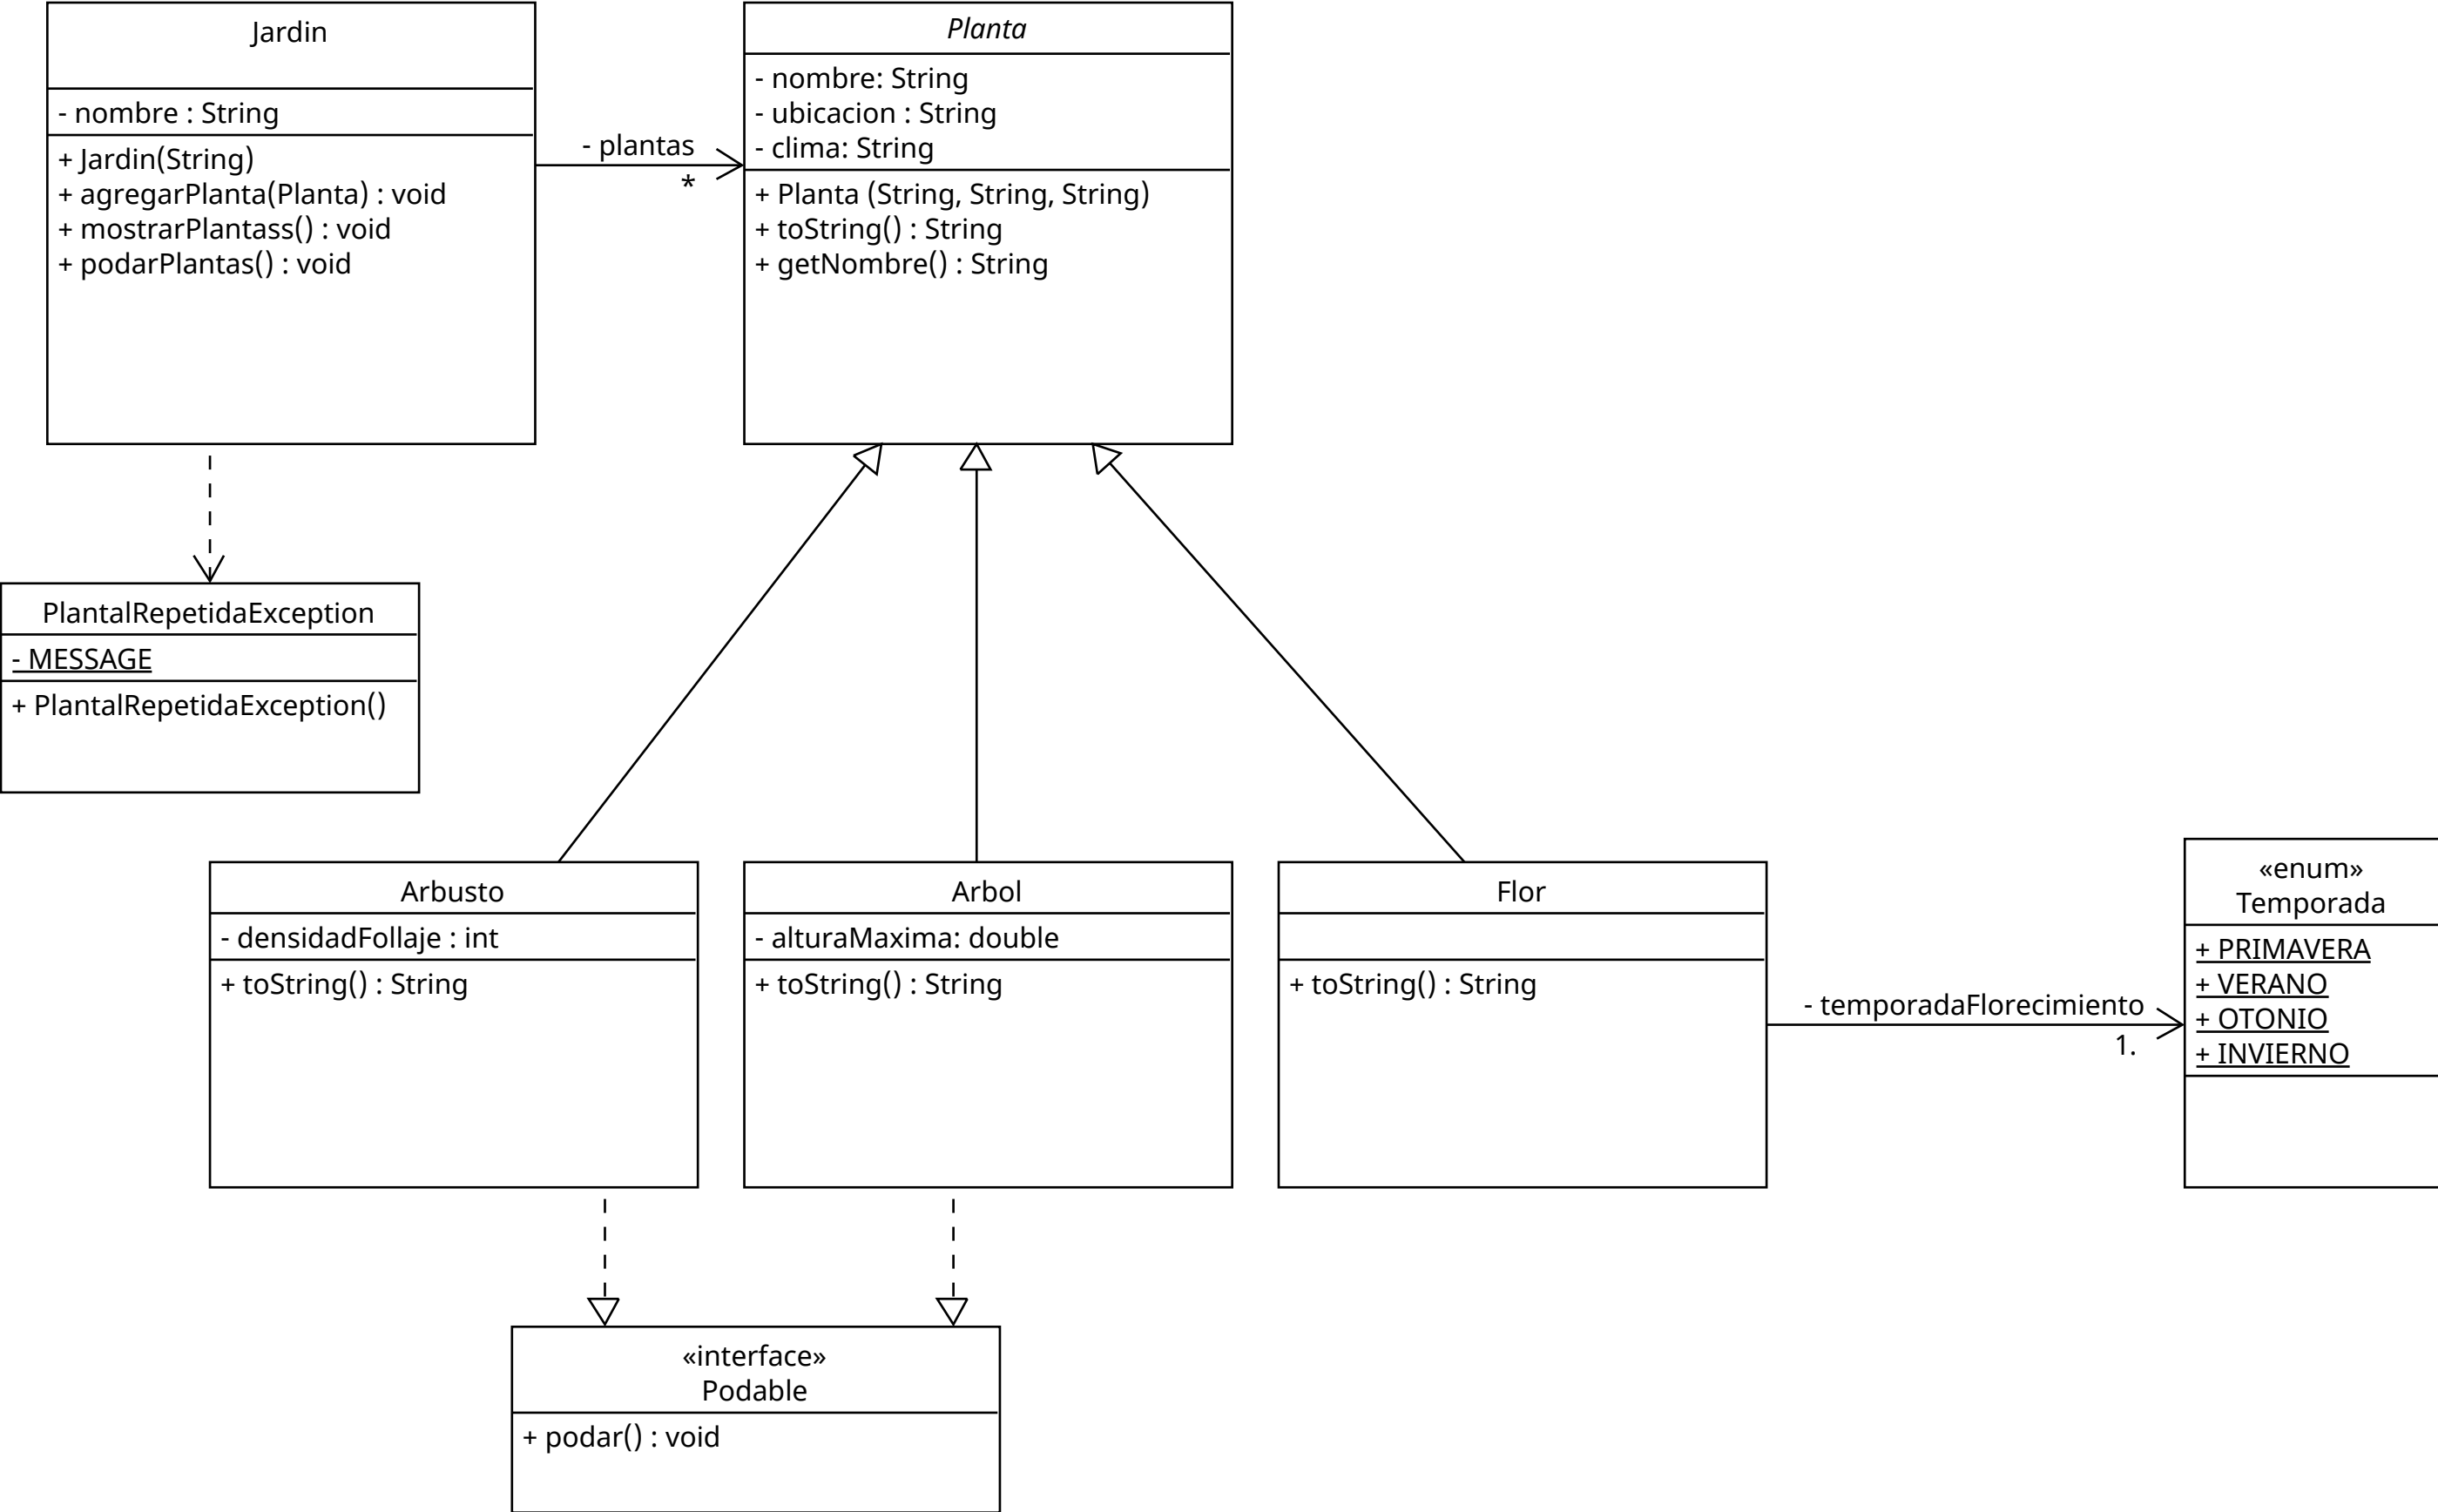 Jardin
- nombre : String
+ Jardin(String)
+ agregarPlanta(Planta) : void
+ mostrarPlantass() : void
+ podarPlantas() : void
- plantas
*
Planta
- nombre: String
- ubicacion : String
- clima: String
+ Planta (String, String, String)
+ toString() : String
+ getNombre() : String
PlantalRepetidaException
- MESSAGE
+ PlantalRepetidaException()
Arbusto
- densidadFollaje : int
+ toString() : String
Arbol
- alturaMaxima: double
+ toString() : String
Flor
+ toString() : String
- temporadaFlorecimiento
1.
«enum»
Temporada
+ PRIMAVERA
+ VERANO
+ OTONIO
+ INVIERNO
«interface»
Podable
+ podar() : void